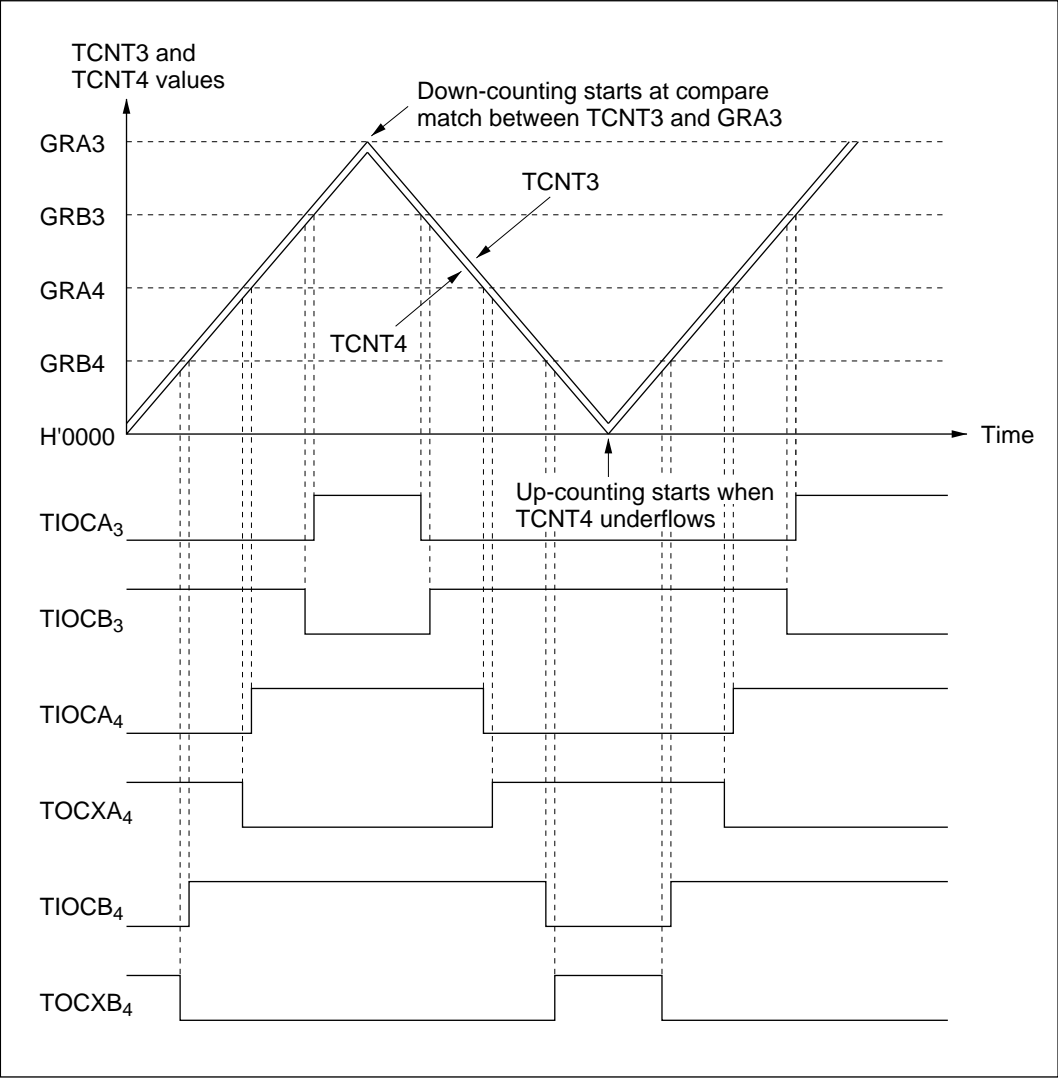 TCNT3 and
TCNT4 values
Down-counting starts at compare
match between TCNT3 and GRA3
GRA3
TCNT3
GRB3
GRA4
TCNT4
GRB4
H'0000
Time
Up-counting starts when
TCNT4 underflows
TIOCA3
TIOCB3
TIOCA4
TOCXA4
TIOCB4
TOCXB4